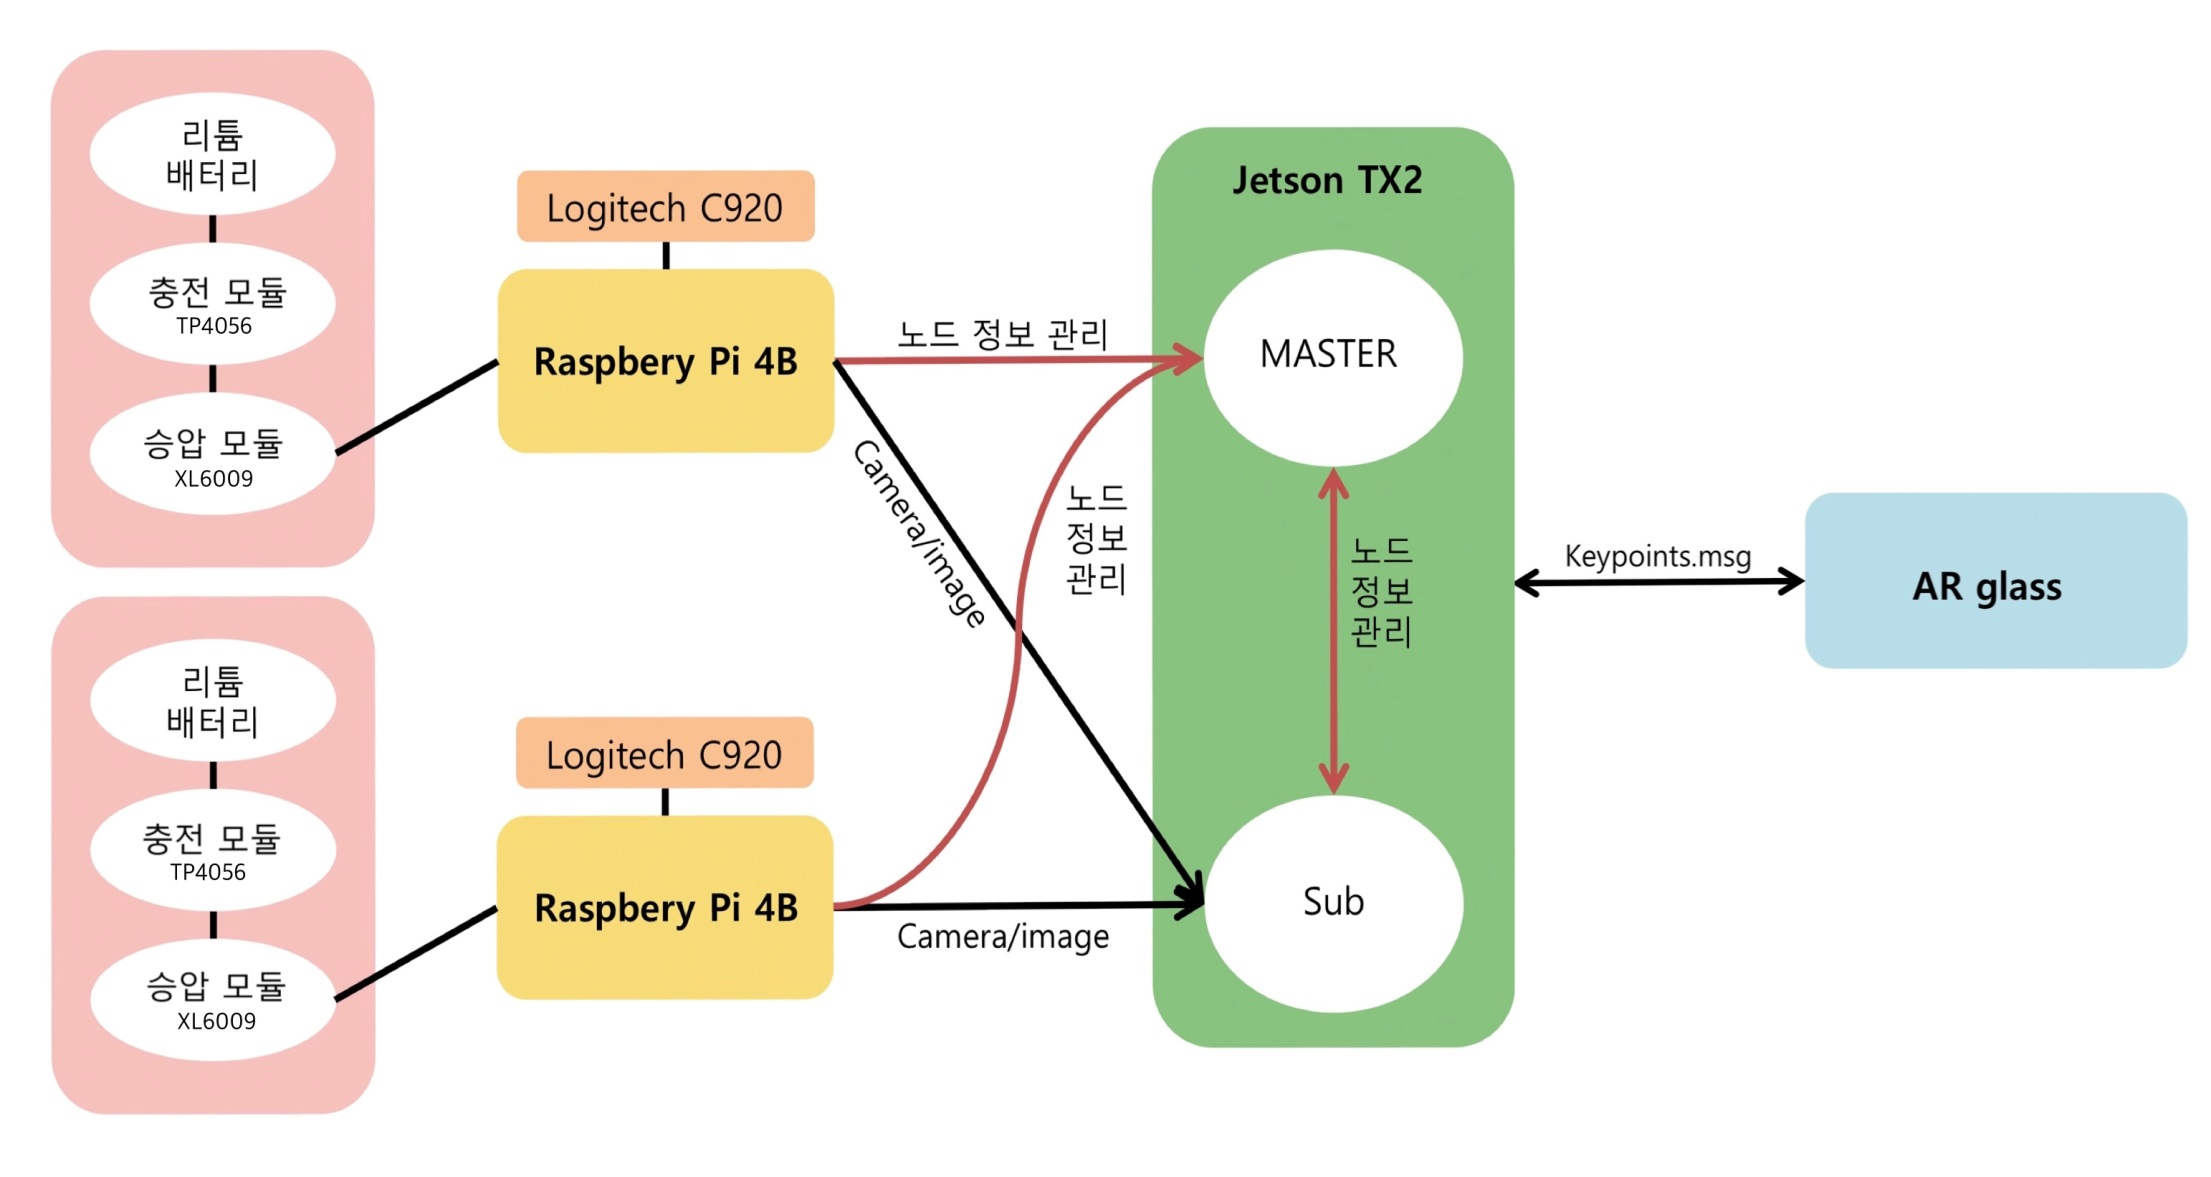 리튬
배터리
충전 모듈
TP4056
승압 모듈
XL6009
Logitech C920
Raspbery Pi 4B
노드 정보 관리
Camera/image
노드
정보
관리
Jetson TX2
MASTER
노드
정보
관리
Sub
Keypoints.msg
AR glass
리튬
배터리
충전 모듈
TP4056
승압 모듈
XL6009
Logitech C920
Raspbery Pi 4B
Camera/image